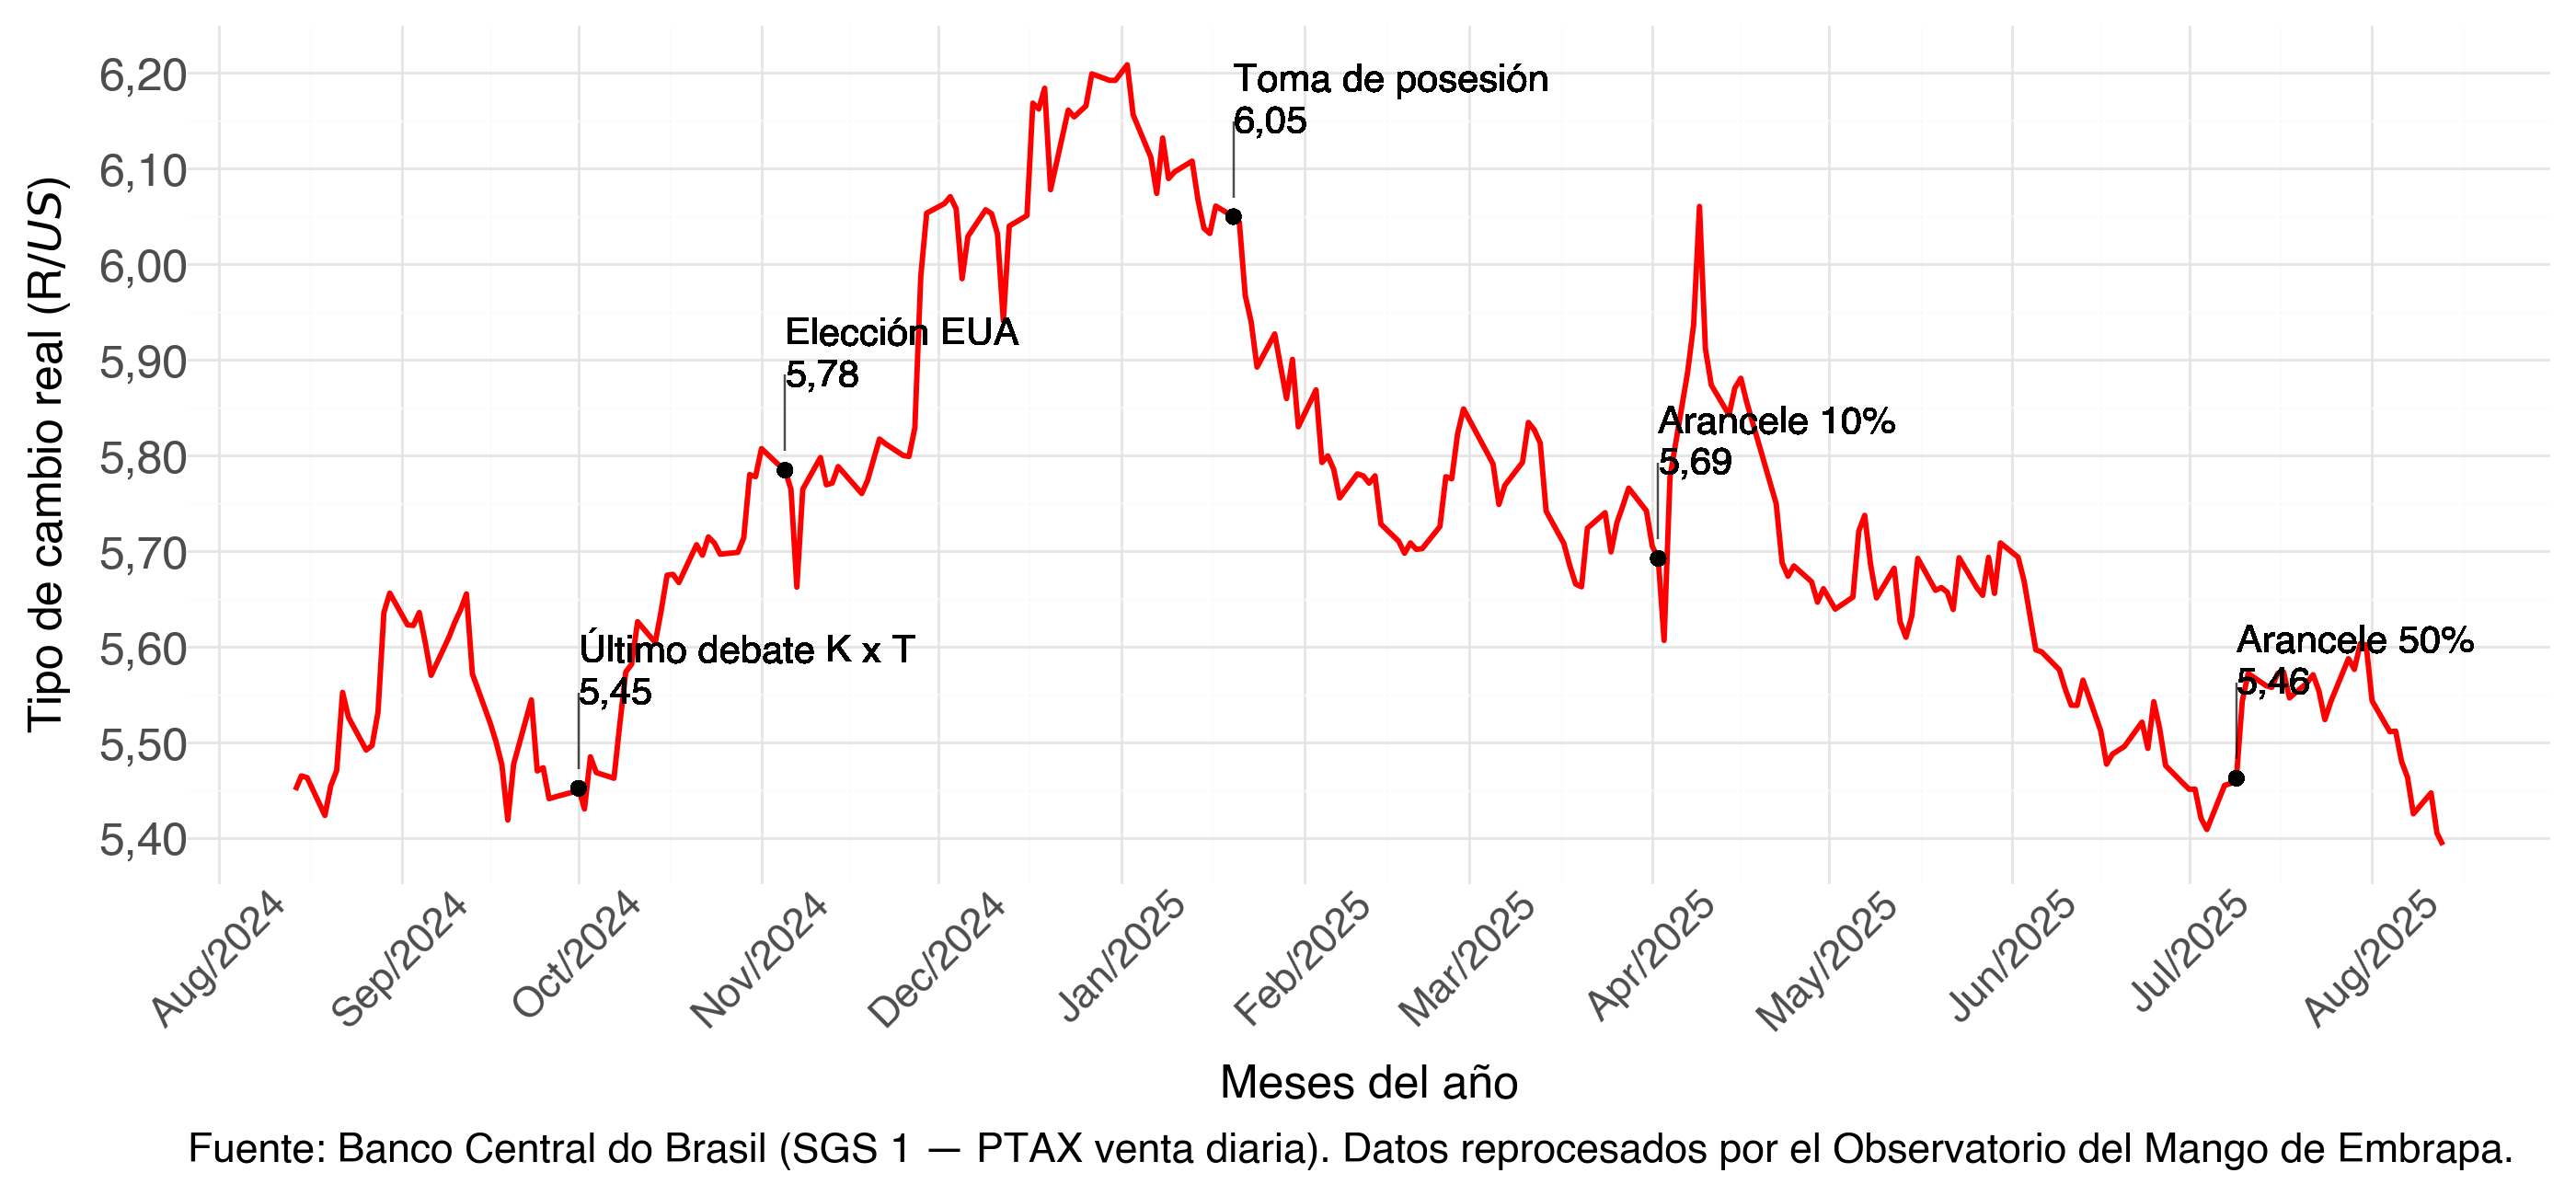 Tipo de cambio real (R/US)
6,20
6,10
6,00
5,90
5,80
5,70
5,60
5,50
5,40
Toma de posesión
6,05
Elección EUA
5,78
Arancele 10%
5,69
Último debate K x T
5,45
Arancele 50%
5,46
Aug/2024
Sep/2024
Oct/2024
Nov/2024
Dec/2024
Jan/2025
Feb/2025
Mar/2025
Apr/2025
May/2025
Jun/2025
Jul/2025
Aug/2025
Meses del año
Fuente: Banco Central do Brasil (SGS 1 — PTAX venta diaria). Datos reprocesados por el Observatorio del Mango de Embrapa.